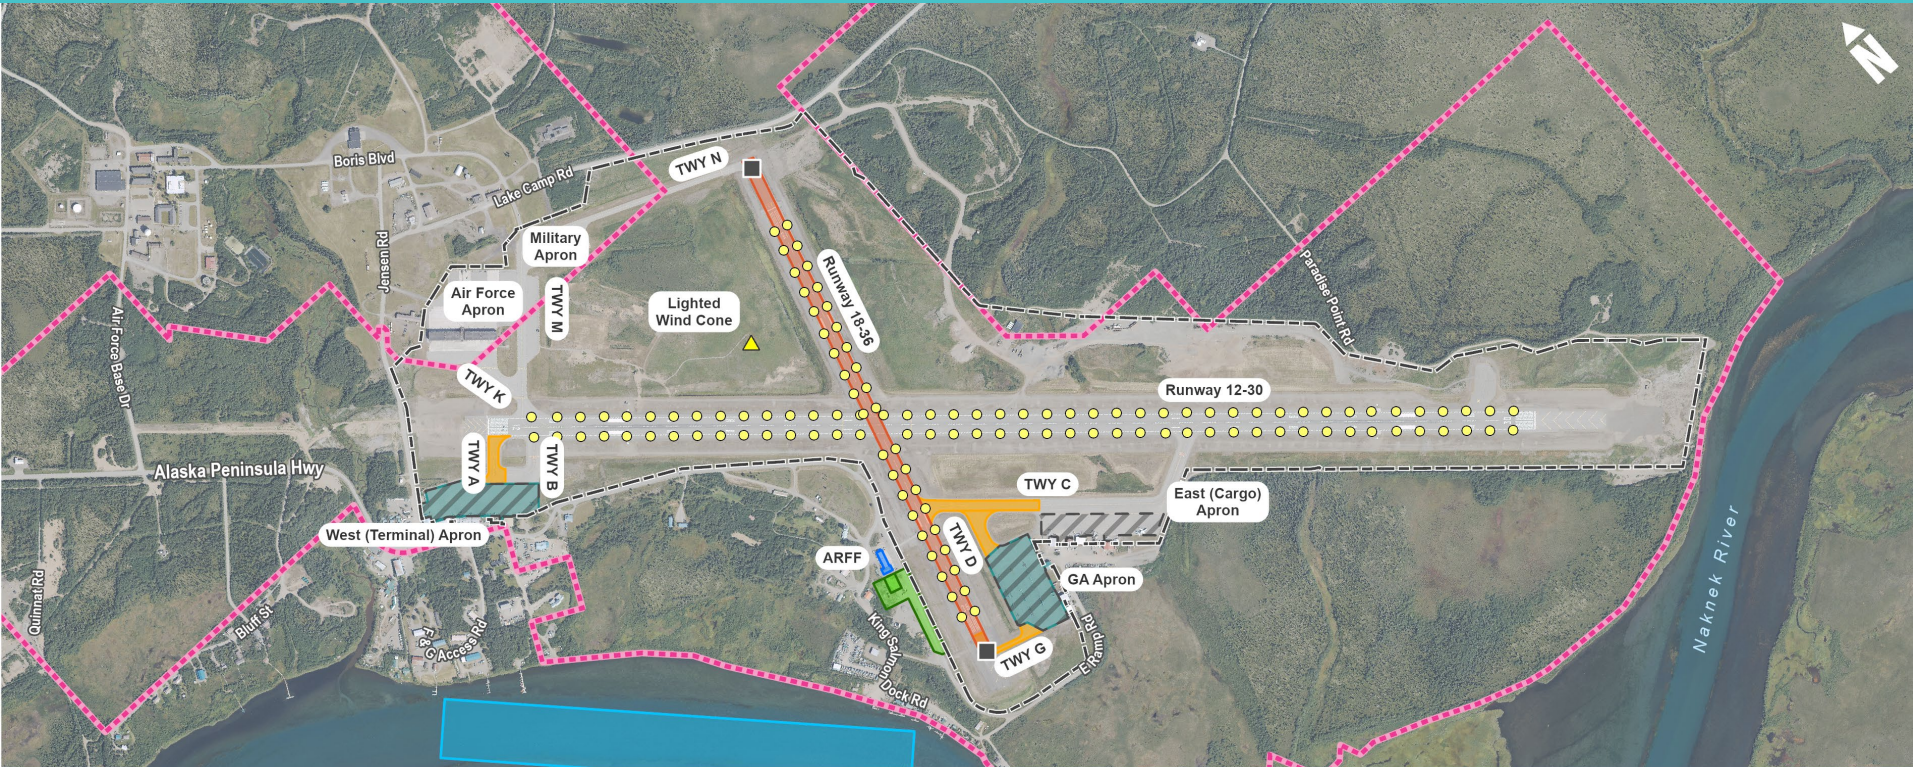 N
Boris Blvd
TWY N
Lake Camp Rd
Military
Apron
Jensen Rd
Air Force
Apron
TWY M
Lighted
Wind Cone
Runway 18-36
Paradise Point Rd
Air Force Base Dr
TWY K
Runway 12-30
Alaska Peninsula Hwy
TWY A
TWY B
TWY C
East (Cargo)
Apron
West (Terminal) Apron
TWY D
ARFF
GA Apron
Naknek River
Quinnat Rd
Bluff St
F & G Access Rd
King Salmon
Dock Rd
TWY G
E Ramp Rd